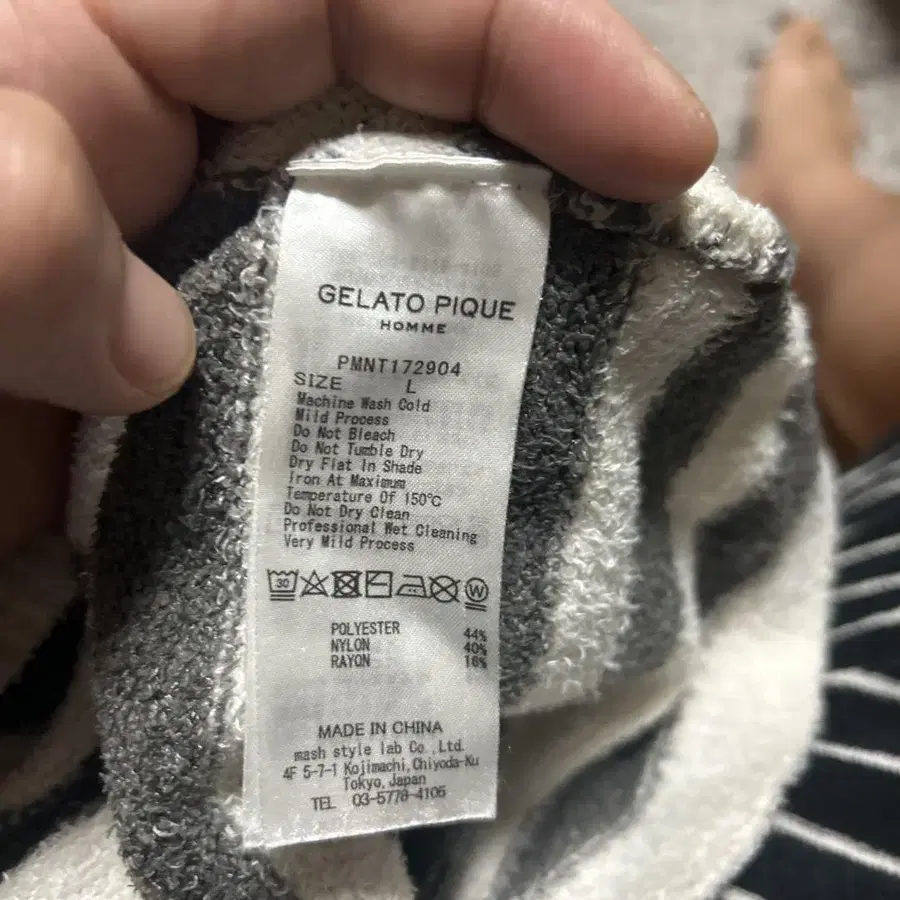 GELATO PIQUE
HOMME
PMNT172904
SIZE L
Machine Wash Cold
Mild Process
Do Not Bleach
Do Not Tumble Dry
Dry Flat In Shade
Iron At Maximum
Temperature Of 150℃
Do Not Dry Clean
Professional Wet Cleaning
Very Mild Process
30 W
POLYESTER 44%
NYLON 40%
RAYON 16%
MADE IN CHINA
mash style lab Co.,Ltd.
4F 5-7-1 Kojimachi,Chiyoda-Ku
Tokyo,Japan
TEL 03-5778-4106